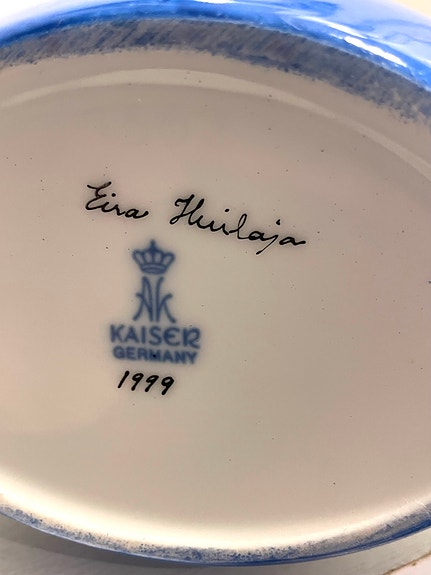 Eira Huilaja
AK
KAISER
GERMANY
1999